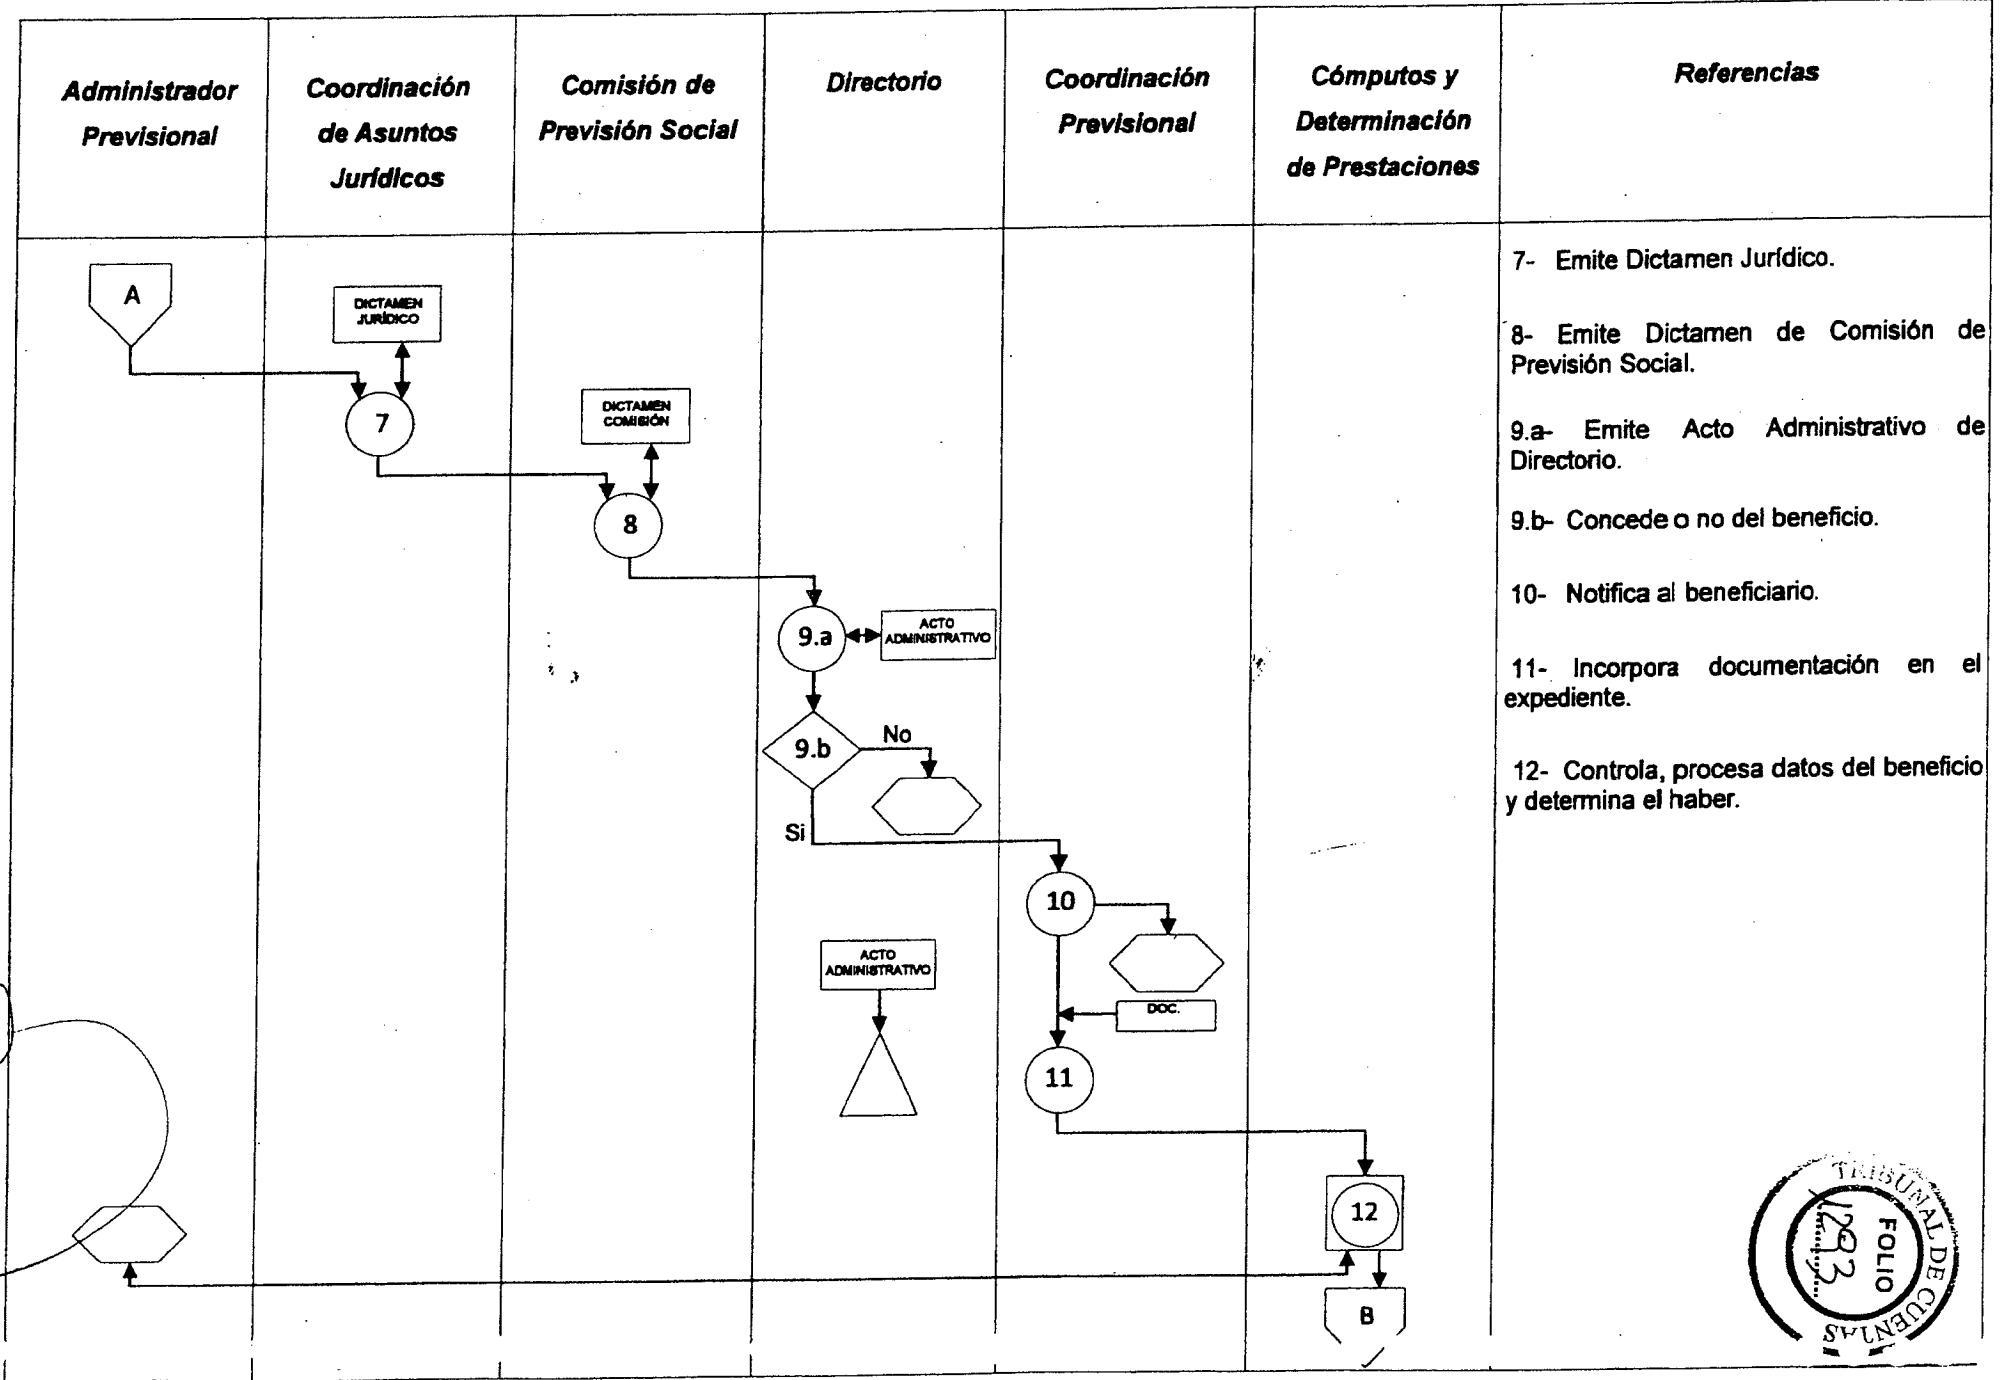 Administrador
Previsional
Coordinación
de Asuntos
Jurídicos
Comisión de
Previsión Social
Directorio
Coordinación
Previsional
Cómputos y
Determinación
de Prestaciones
Referencias
A
DICTAMEN
JURÍDICO
7
DICTAMEN
COMISIÓN
8
9.a
ACTO
ADMINISTRATIVO
9.b
No
Si
10
ACTO
ADMINISTRATIVO
DOC.
11
12
B
7- Emite Dictamen Jurídico.
8- Emite Dictamen de Comisión de
Previsión Social.
9.a- Emite Acto Administrativo de
Directorio.
9.b- Concede o no del beneficio.
10- Notifica al beneficiario.
11- Incorpora documentación en el
expediente.
12- Controla, procesa datos del beneficio
y determina el haber.
TRIBUNAL DE CUENTAS
FOLIO
1293